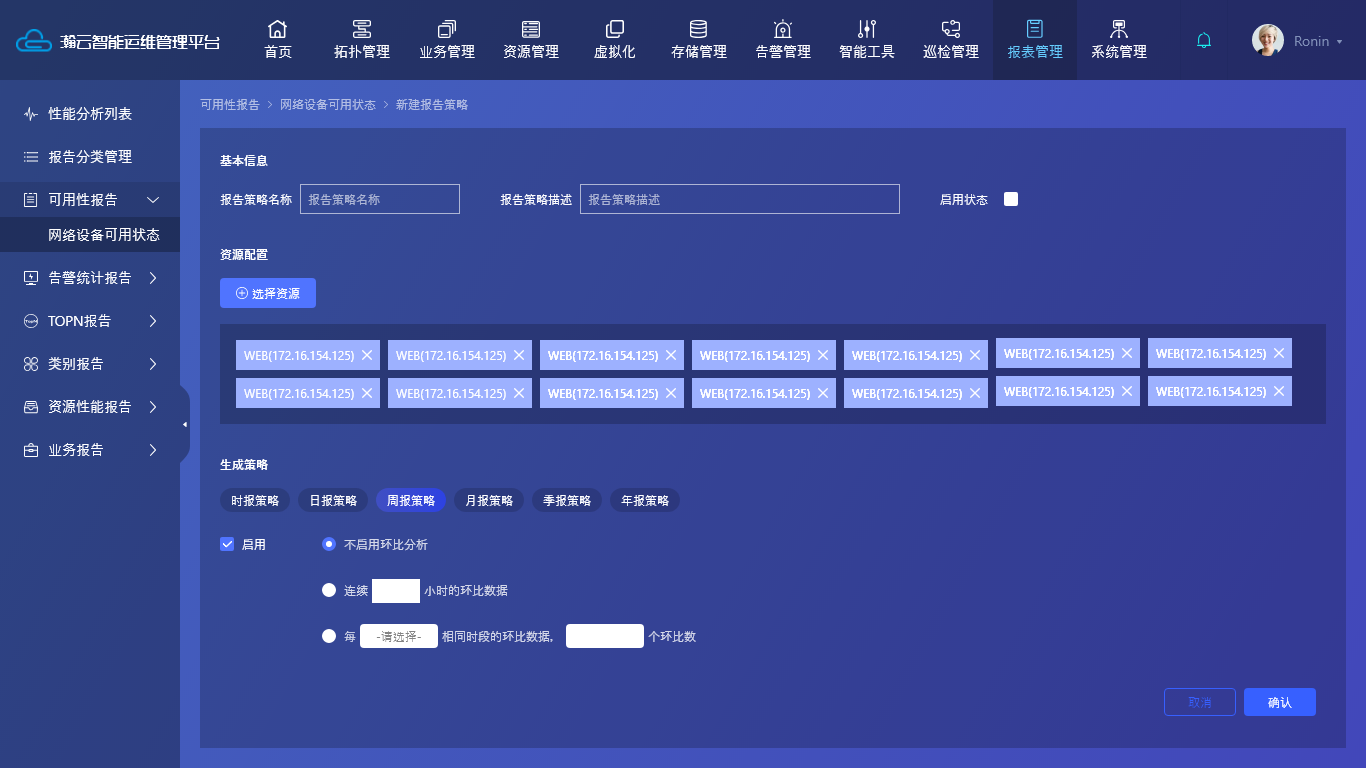 瀚云智能运维管理平台
首页 拓扑管理 业务管理 资源管理 虚拟化 存储管理 告警管理 智能工具 巡检管理 报表管理 系统管理 Ronin
性能分析列表
报告分类管理
可用性报告
网络设备可用状态
告警统计报告
TOPN报告
类别报告
资源性能报告
业务报告
可用性报告 > 网络设备可用状态 > 新建报告策略
基本信息
报告策略名称 报告策略名称 报告策略描述 报告策略描述 启用状态
资源配置
选择资源
WEB(172.16.154.125) WEB(172.16.154.125) WEB(172.16.154.125) WEB(172.16.154.125) WEB(172.16.154.125) WEB(172.16.154.125) WEB(172.16.154.125)
WEB(172.16.154.125) WEB(172.16.154.125) WEB(172.16.154.125) WEB(172.16.154.125) WEB(172.16.154.125) WEB(172.16.154.125) WEB(172.16.154.125)
生成策略
时报策略 日报策略 周报策略 月报策略 季报策略 年报策略
启用 不启用环比分析
连续 小时的环比数据
每 -请选择- 相同时段的环比数据, 个环比数
取消 确认